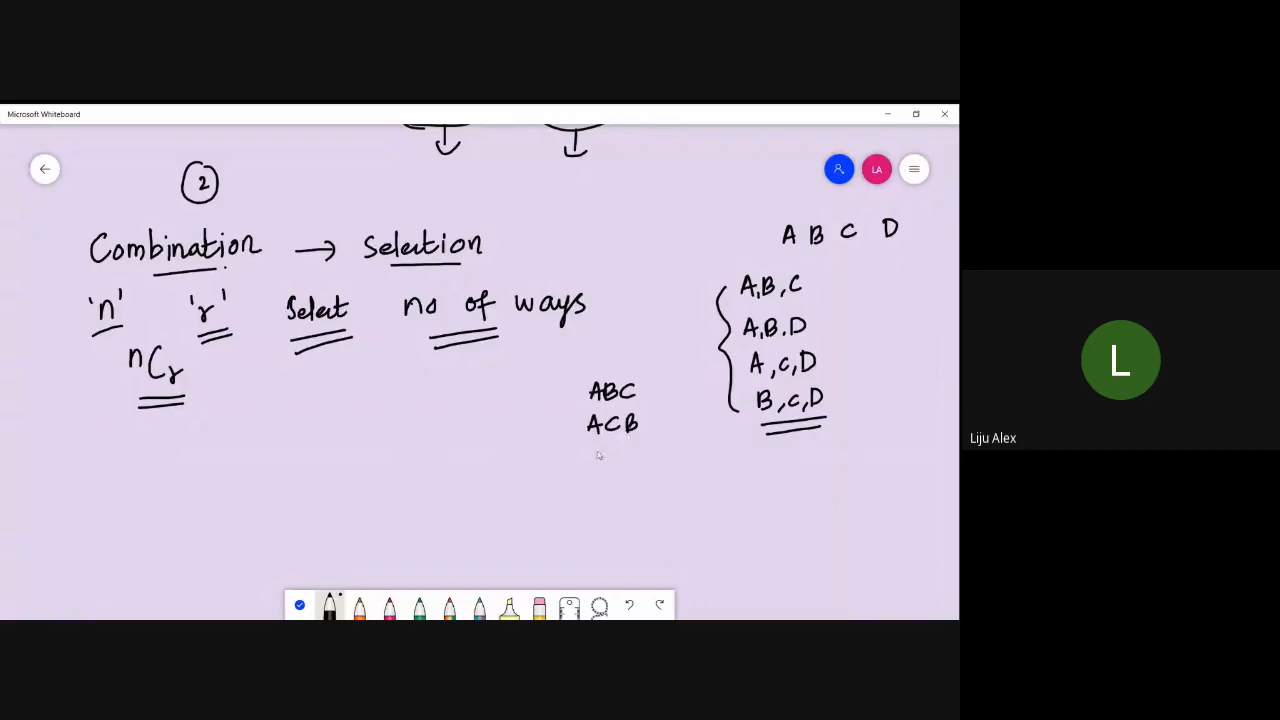 Microsoft Whiteboard
2
LA
Combination → Selection
A B C D
'n' 'r' Select no of ways
nCr
A,B,C
A,B.D
A,C,D
B,C,D
ABC
ACB
L
Liju Alex